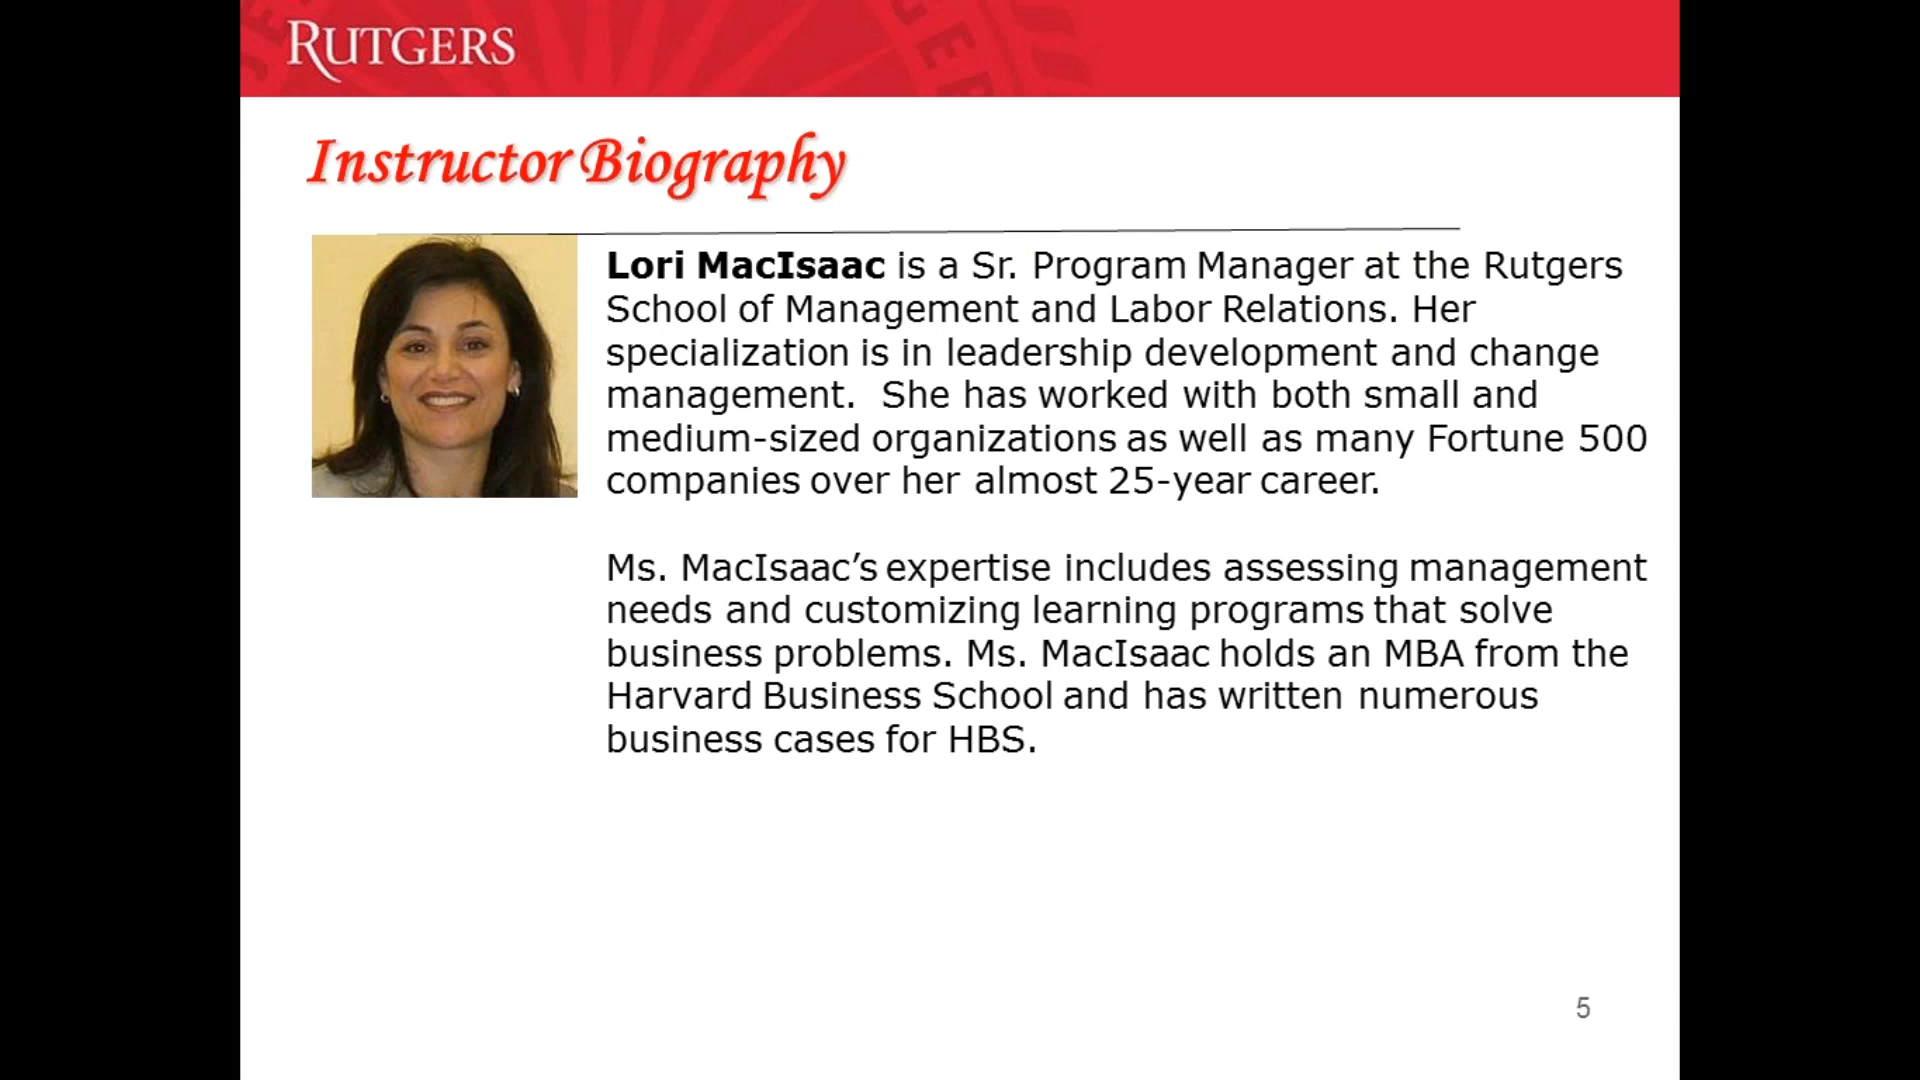 RUTGERS
Instructor Biography
Lori MacIsaac is a Sr. Program Manager at the Rutgers
School of Management and Labor Relations. Her
specialization is in leadership development and change
management.  She has worked with both small and
medium-sized organizations as well as many Fortune 500
companies over her almost 25-year career.
Ms. MacIsaac’s expertise includes assessing management
needs and customizing learning programs that solve
business problems. Ms. MacIsaac holds an MBA from the
Harvard Business School and has written numerous
business cases for HBS.
5